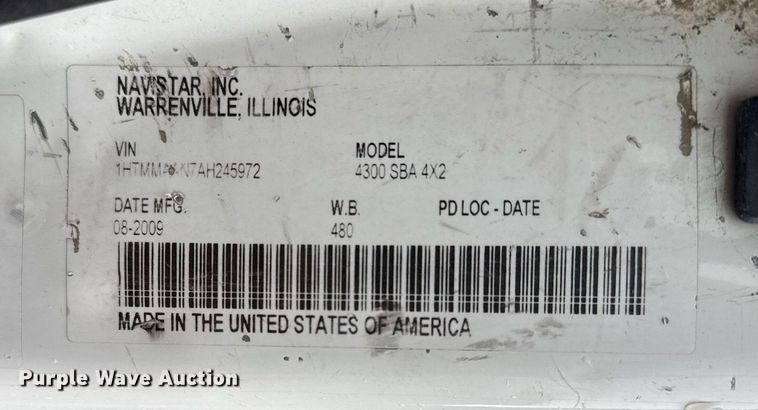 NAVISTAR, INC.
WARRENVILLE, ILLINOIS
VIN MODEL
4300 SBA 4X2
DATE MFG. W.B. PD LOC - DATE
08-2009 480
MADE IN THE UNITED STATES OF AMERICA
Purple Wave Auction